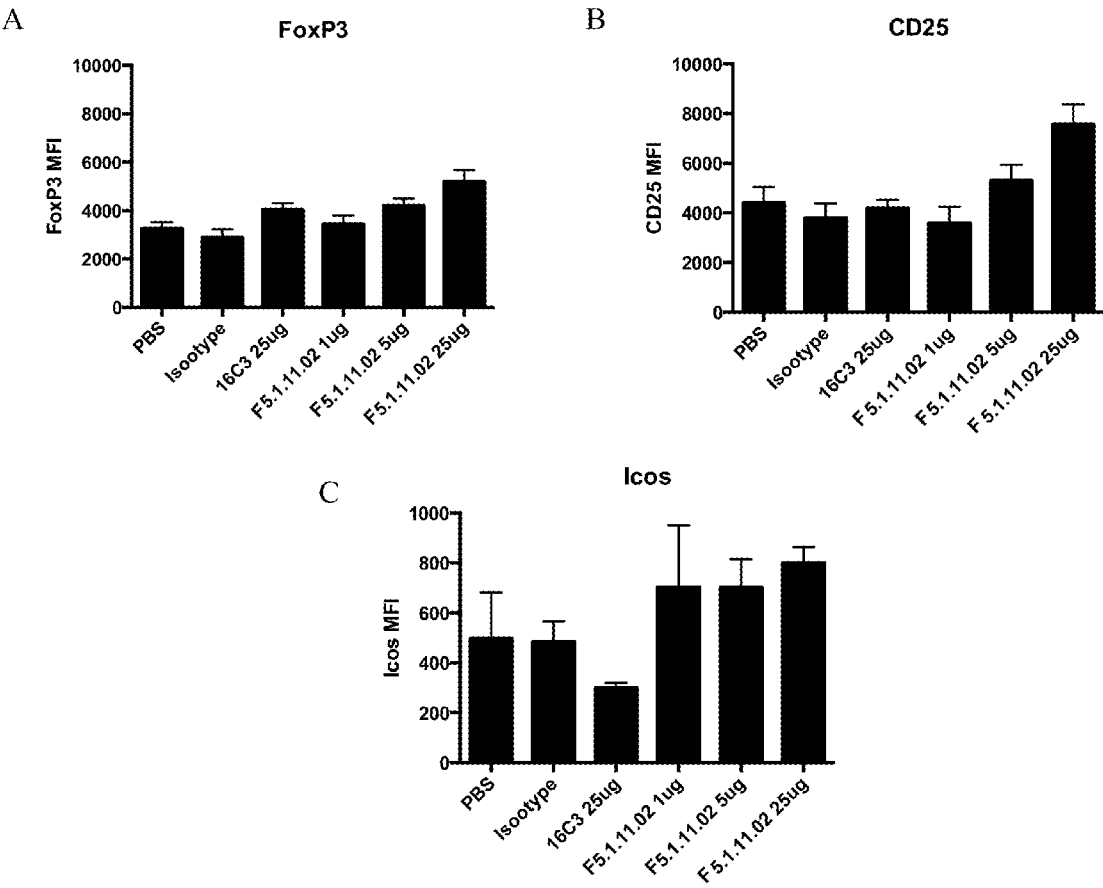 A
FoxP3
FoxP3 MFI
10000
8000
6000
4000
2000
0
PBS
Isootype
16C3 25ug
F5.1.11.02 1ug
F5.1.11.02 5ug
F5.1.11.02 25ug
B
CD25
CD25 MFI
10000
8000
6000
4000
2000
0
PBS
Isootype
16C3 25ug
F5.1.11.02 1ug
F5.1.11.02 5ug
F5.1.11.02 25ug
C
Icos
Icos MFI
1000
800
600
400
200
0
PBS
Isootype
16C3 25ug
F5.1.11.02 1ug
F5.1.11.02 5ug
F5.1.11.02 25ug